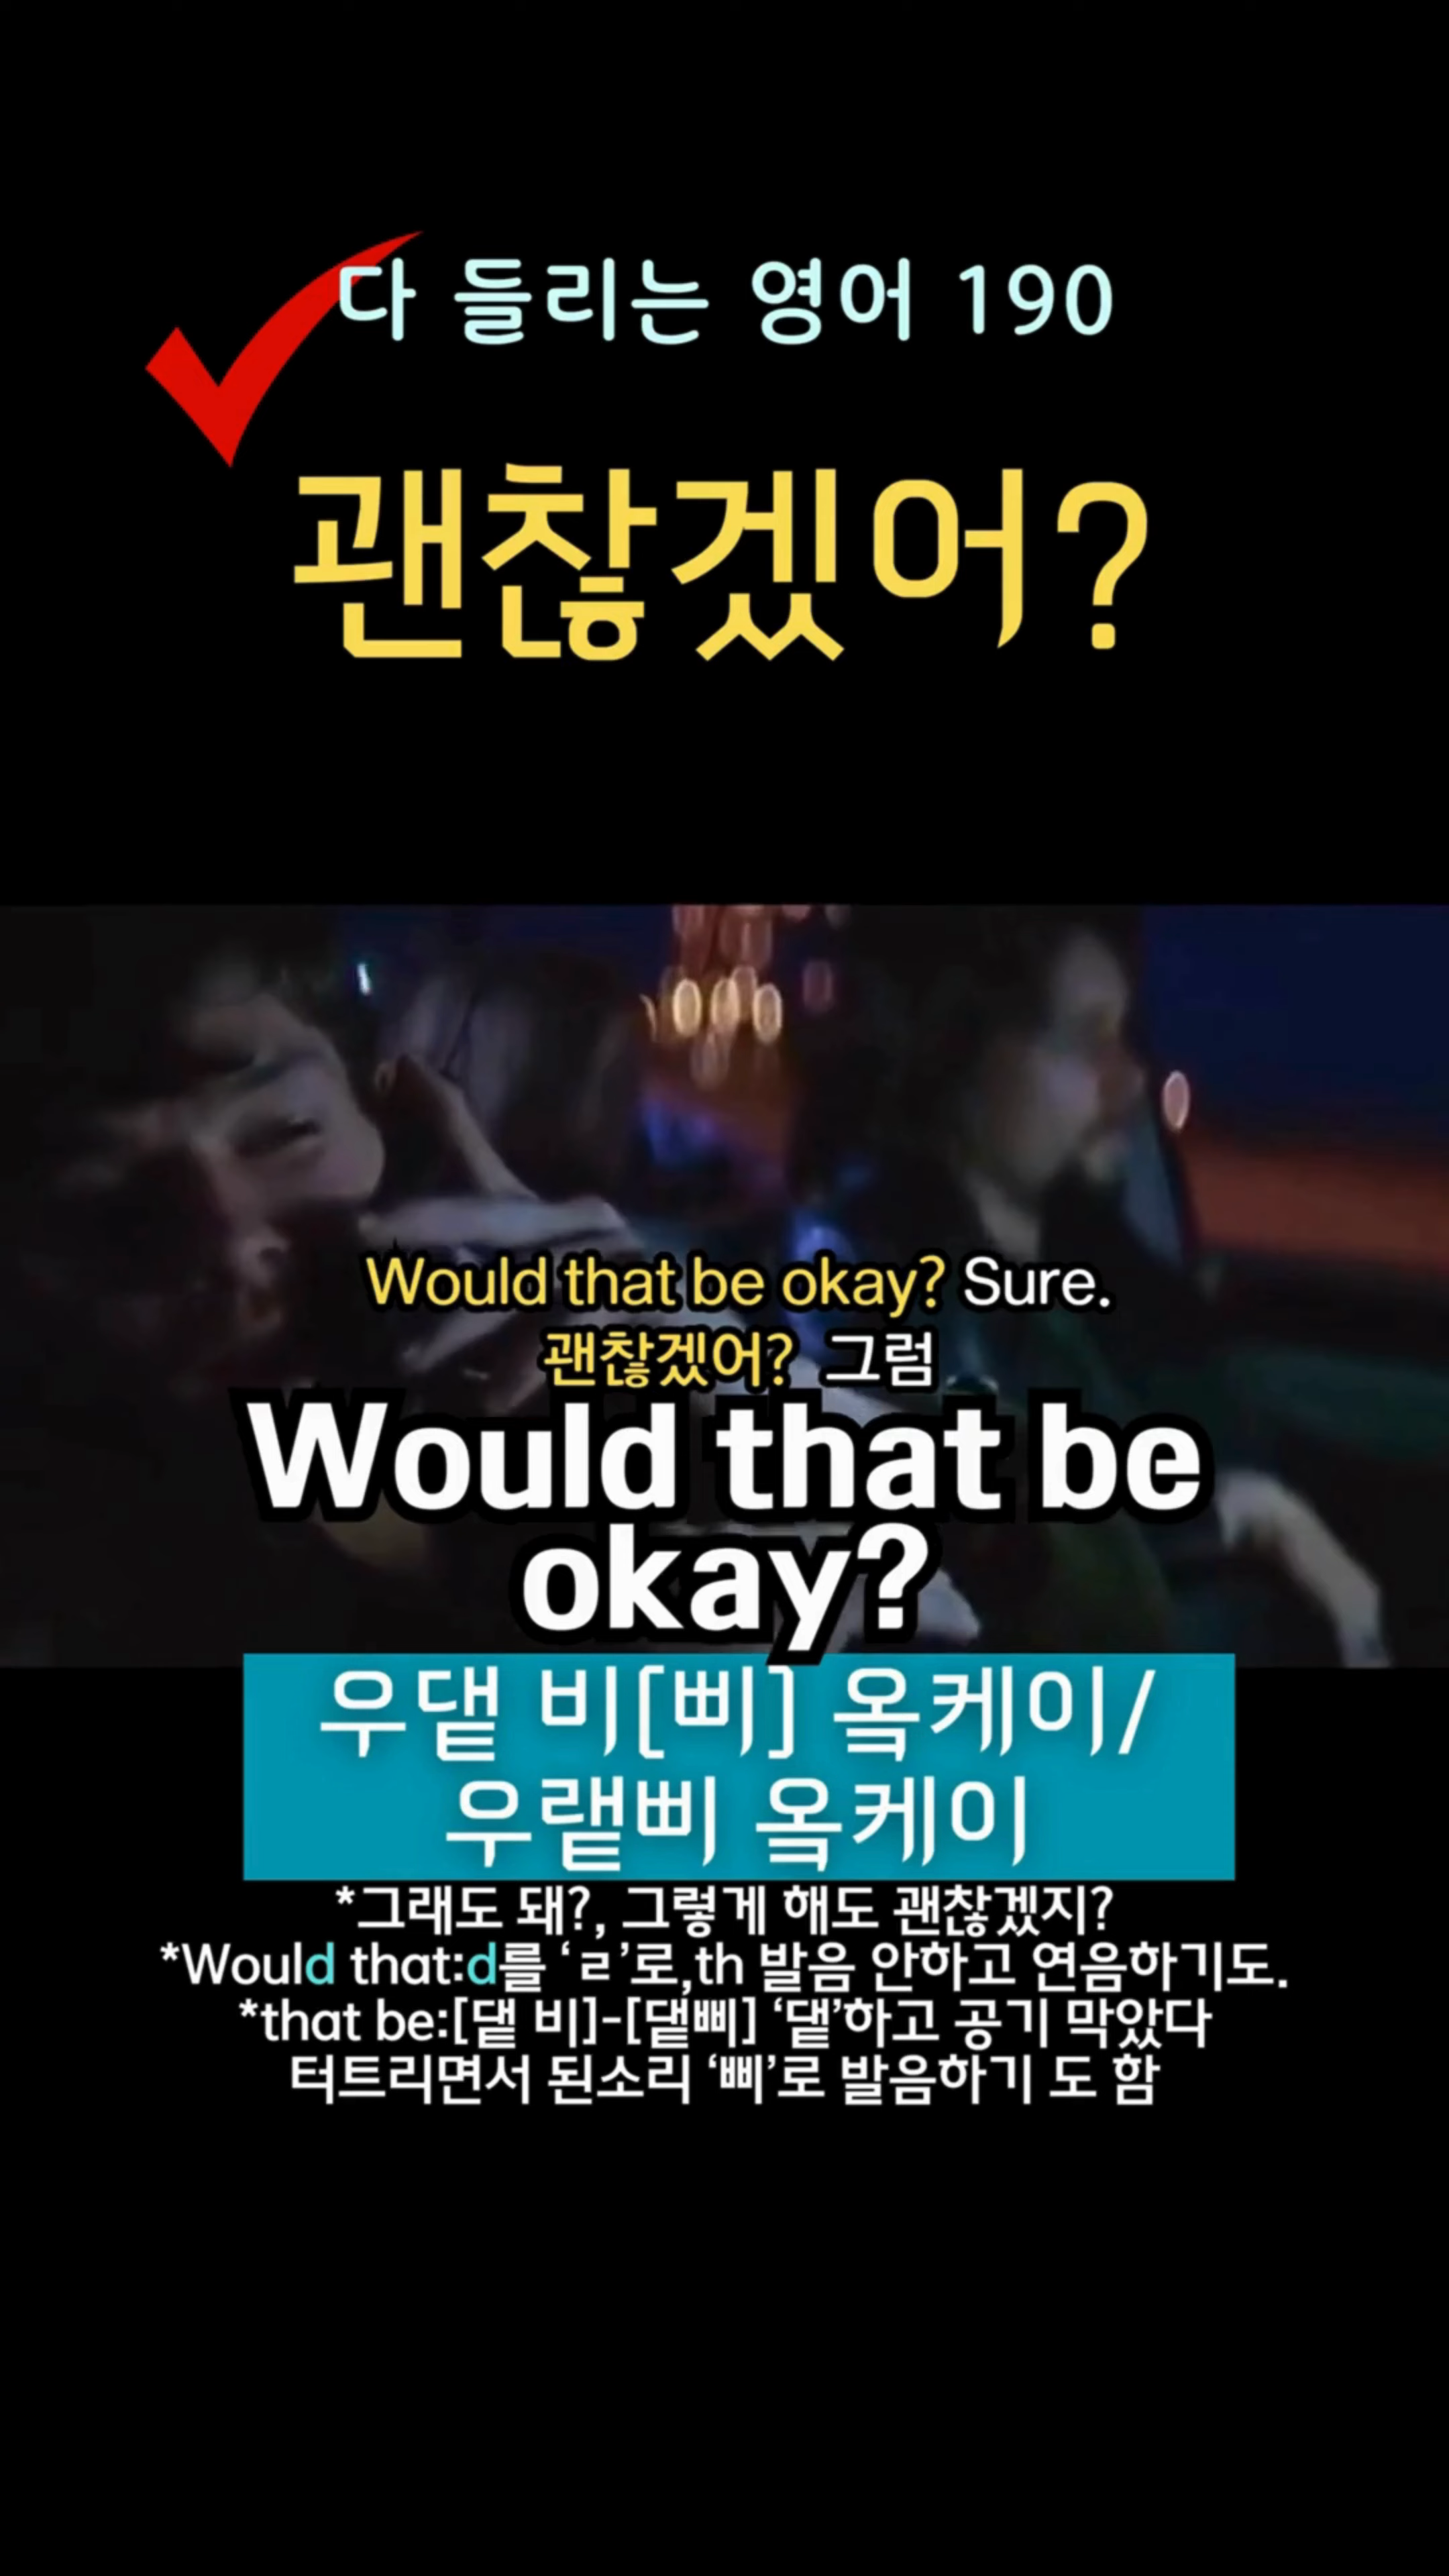 다 들리는 영어 190
괜찮겠어?
Would that be okay? Sure.
괜찮겠어? 그럼
Would that be
okay?
우댙 비[삐] 옼케이/
우랱삐 옼케이
*그래도 돼?, 그렇게 해도 괜찮겠지?
*Would that:d를 ‘ㄹ’로,th 발음 안하고 연음하기도.
*that be:[댙 비]-[댙삐] ‘댙’하고 공기 막았다
터트리면서 된소리 ‘삐’로 발음하기 도 함